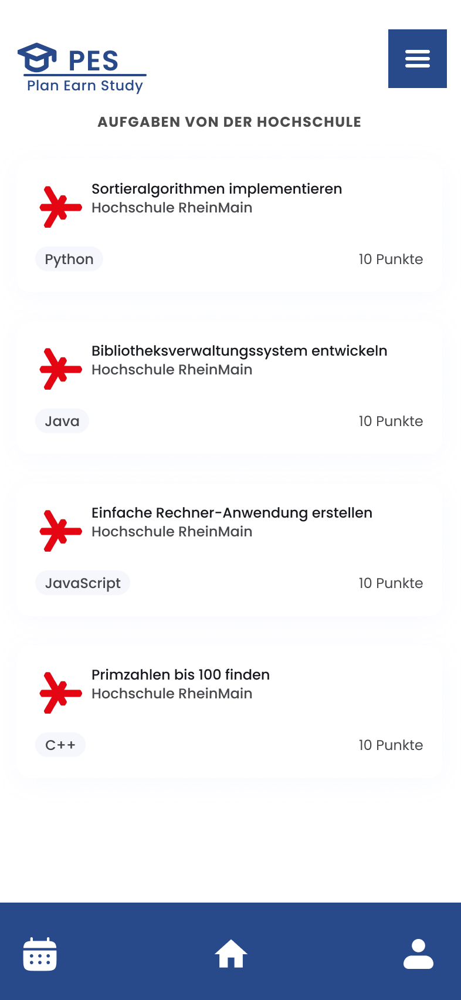 PES
Plan Earn Study
AUFGABEN VON DER HOCHSCHULE
Sortieralgorithmen implementieren
Hochschule RheinMain
Python
10 Punkte
Bibliotheksverwaltungssystem entwickeln
Hochschule RheinMain
Java
10 Punkte
Einfache Rechner-Anwendung erstellen
Hochschule RheinMain
JavaScript
10 Punkte
Primzahlen bis 100 finden
Hochschule RheinMain
C++
10 Punkte